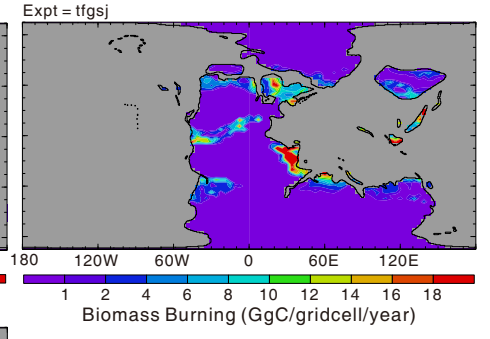 Expt = tfgsj
180 120W 60W 0 60E 120E
1 2 4 6 8 10 12 14 16 18
Biomass Burning (GgC/gridcell/year)